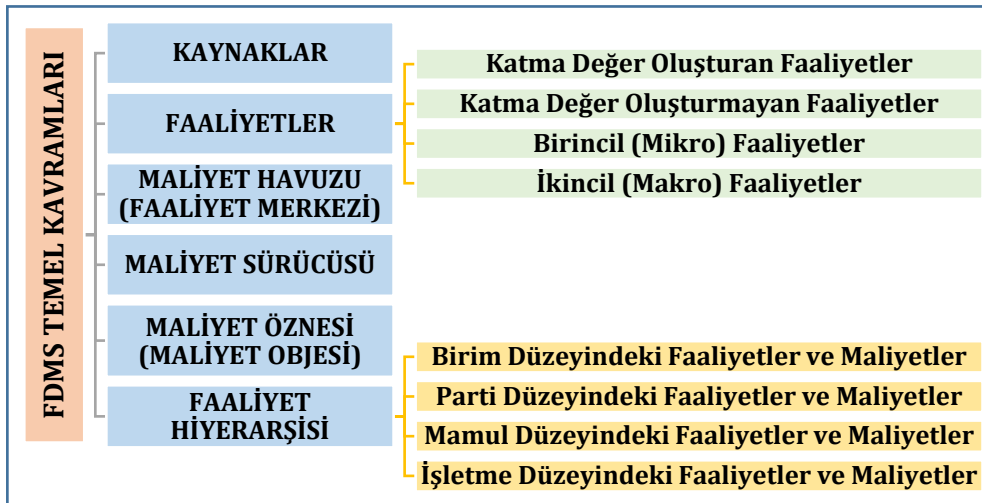 FDMS TEMEL KAVRAMLARI
KAYNAKLAR
FAALİYETLER
Katma Değer Oluşturan Faaliyetler
Katma Değer Oluşturmayan Faaliyetler
Birincil (Mikro) Faaliyetler
İkincil (Makro) Faaliyetler
MALİYET HAVUZU
(FAALİYET MERKEZİ)
MALİYET SÜRÜCÜSÜ
MALİYET ÖZNESİ
(MALİYET OBJESİ)
FAALİYET
HİYERARŞİSİ
Birim Düzeyindeki Faaliyetler ve Maliyetler
Parti Düzeyindeki Faaliyetler ve Maliyetler
Mamul Düzeyindeki Faaliyetler ve Maliyetler
İşletme Düzeyindeki Faaliyetler ve Maliyetler